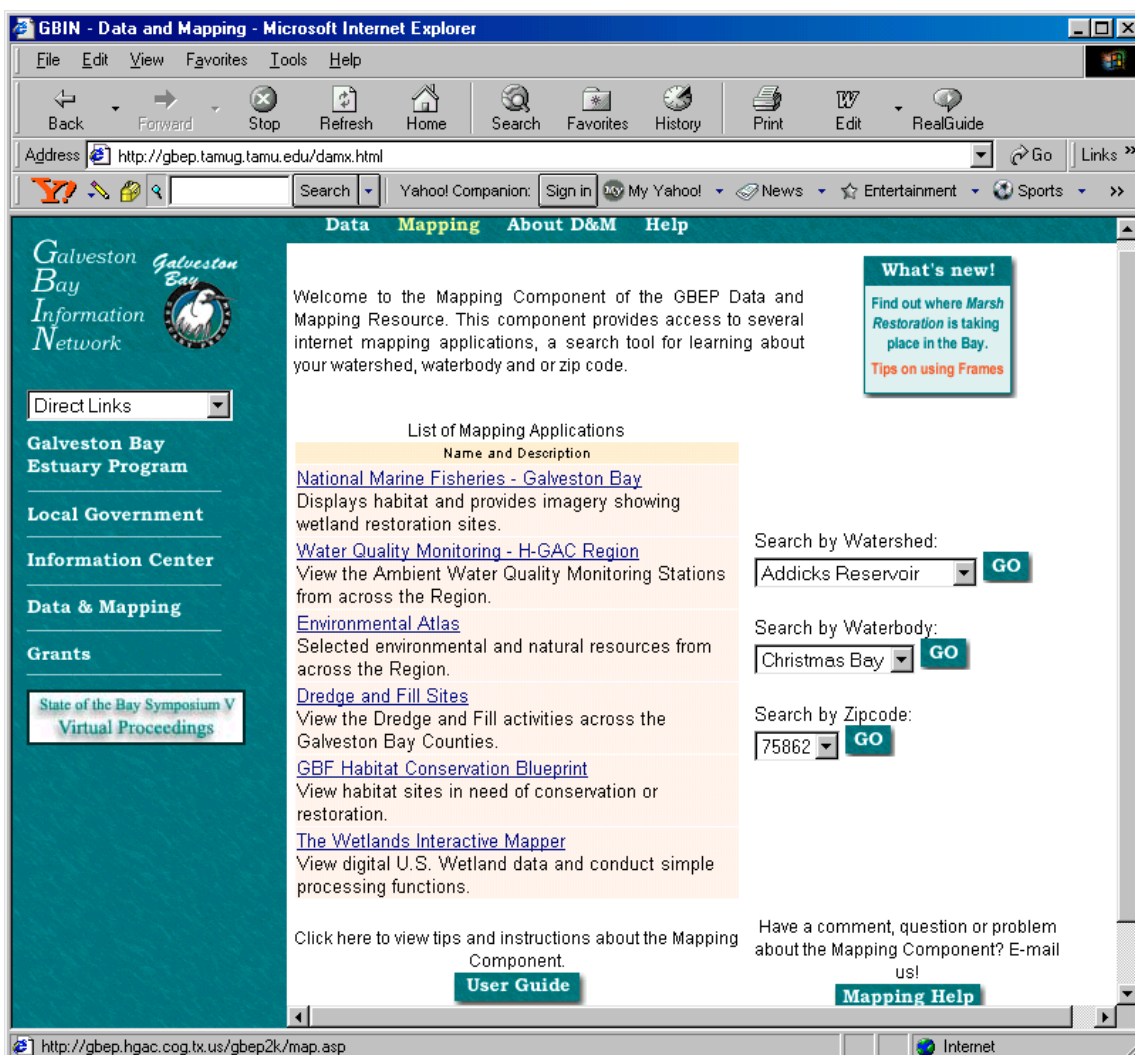 GBIN - Data and Mapping - Microsoft Internet Explorer
File Edit View Favorites Tools Help
Back Forward Stop Refresh Home Search Favorites History Print Edit RealGuide
Address http://gbep.tamug.tamu.edu/damx.html Go Links »
Y! Search Yahoo! Companion: Sign in My Yahoo! News Entertainment Sports »
Data Mapping About D&M Help
Galveston
Bay
Information
Network
Galveston
Bay
Direct Links
Galveston Bay
Estuary Program
Local Government
Information Center
Data & Mapping
Grants
State of the Bay Symposium V
Virtual Proceedings
Welcome to the Mapping Component of the GBEP Data and
Mapping Resource. This component provides access to several
internet mapping applications, a search tool for learning about
your watershed, waterbody and or zip code.
What's new!
Find out where Marsh
Restoration is taking
place in the Bay.
Tips on using Frames
List of Mapping Applications
Name and Description
National Marine Fisheries - Galveston Bay
Displays habitat and provides imagery showing
wetland restoration sites.
Water Quality Monitoring - H-GAC Region
View the Ambient Water Quality Monitoring Stations
from across the Region.
Environmental Atlas
Selected environmental and natural resources from
across the Region.
Dredge and Fill Sites
View the Dredge and Fill activities across the
Galveston Bay Counties.
GBF Habitat Conservation Blueprint
View habitat sites in need of conservation or
restoration.
The Wetlands Interactive Mapper
View digital U.S. Wetland data and conduct simple
processing functions.
Search by Watershed:
Addicks Reservoir GO
Search by Waterbody:
Christmas Bay GO
Search by Zipcode:
75862 GO
Click here to view tips and instructions about the Mapping
Component.
User Guide
Have a comment, question or problem
about the Mapping Component? E-mail
us!
Mapping Help
http://gbep.hgac.cog.tx.us/gbep2k/map.asp Internet